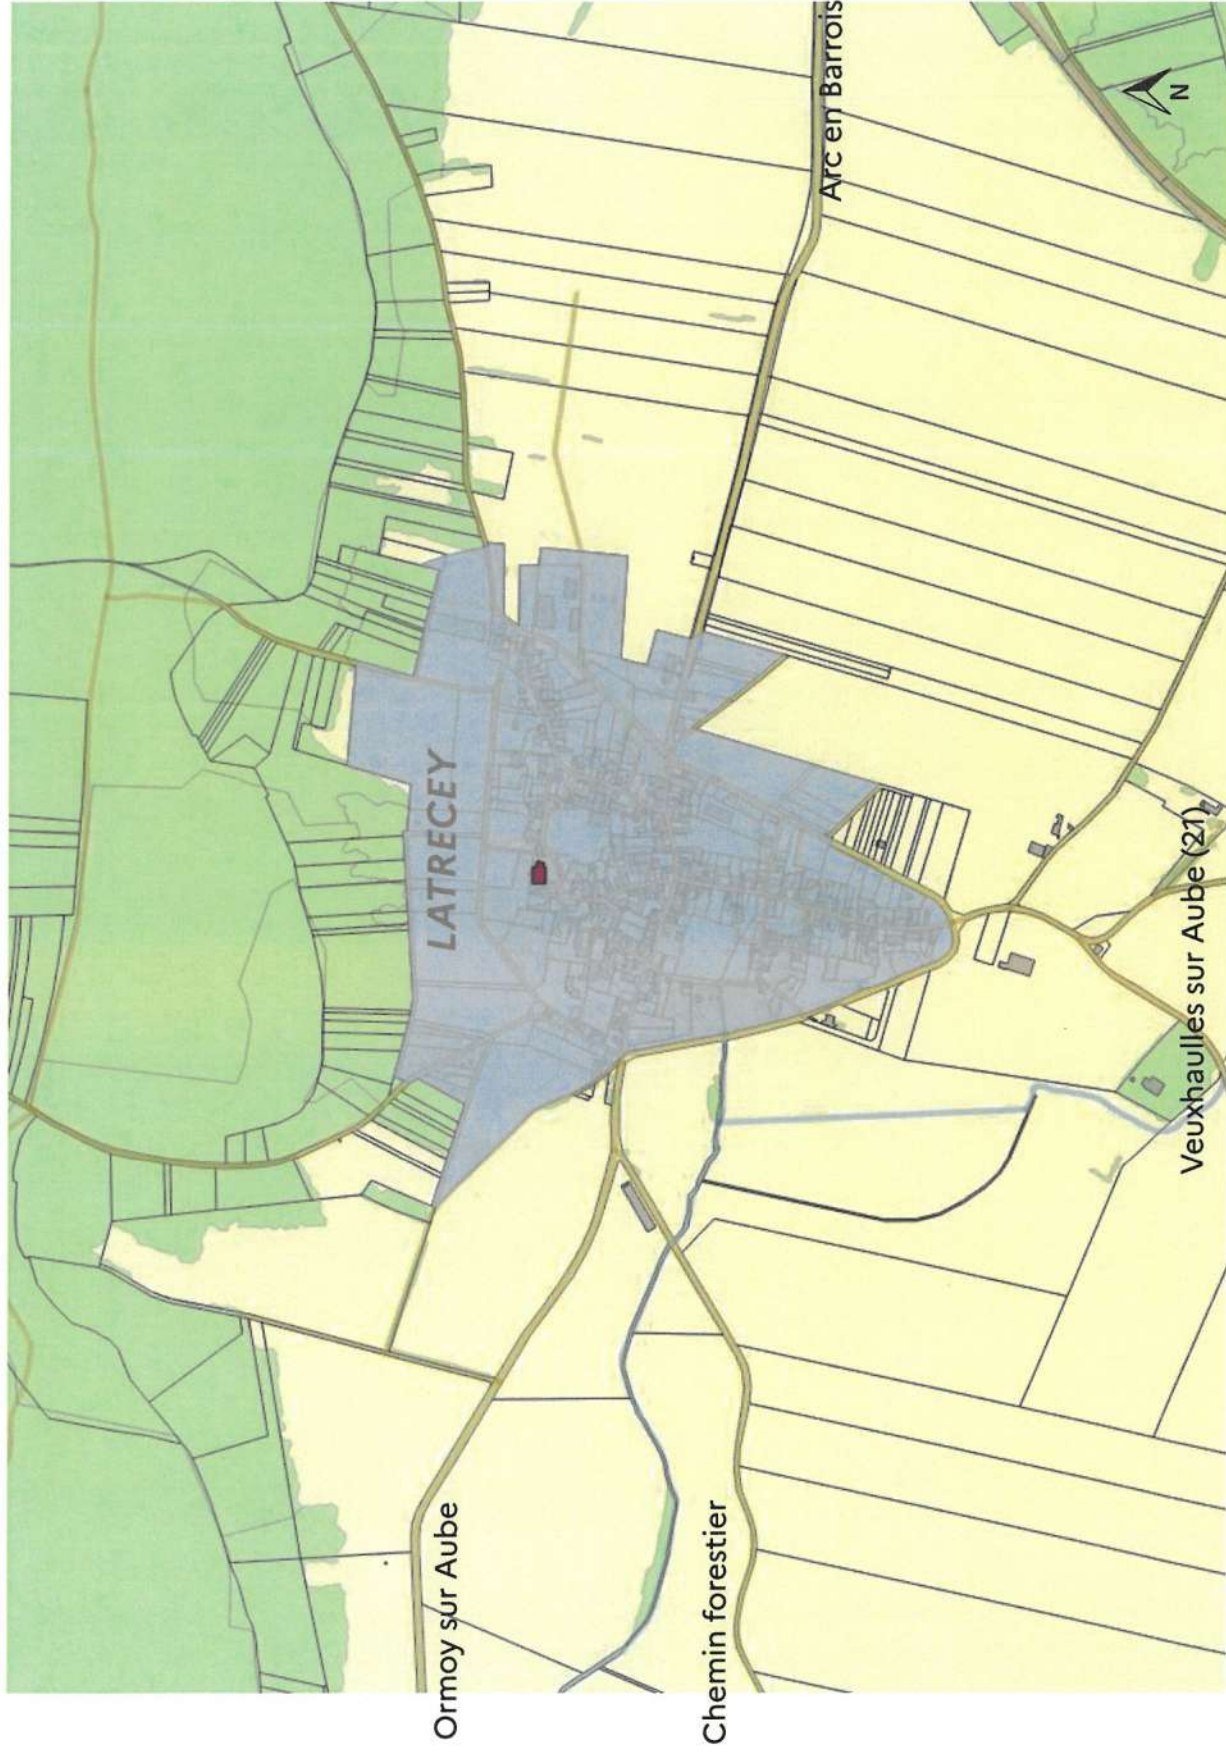 LATRECEY
Ormoy sur Aube
Chemin forestier
Arc en Barrois
Veuxhaulles sur Aube (21)
N